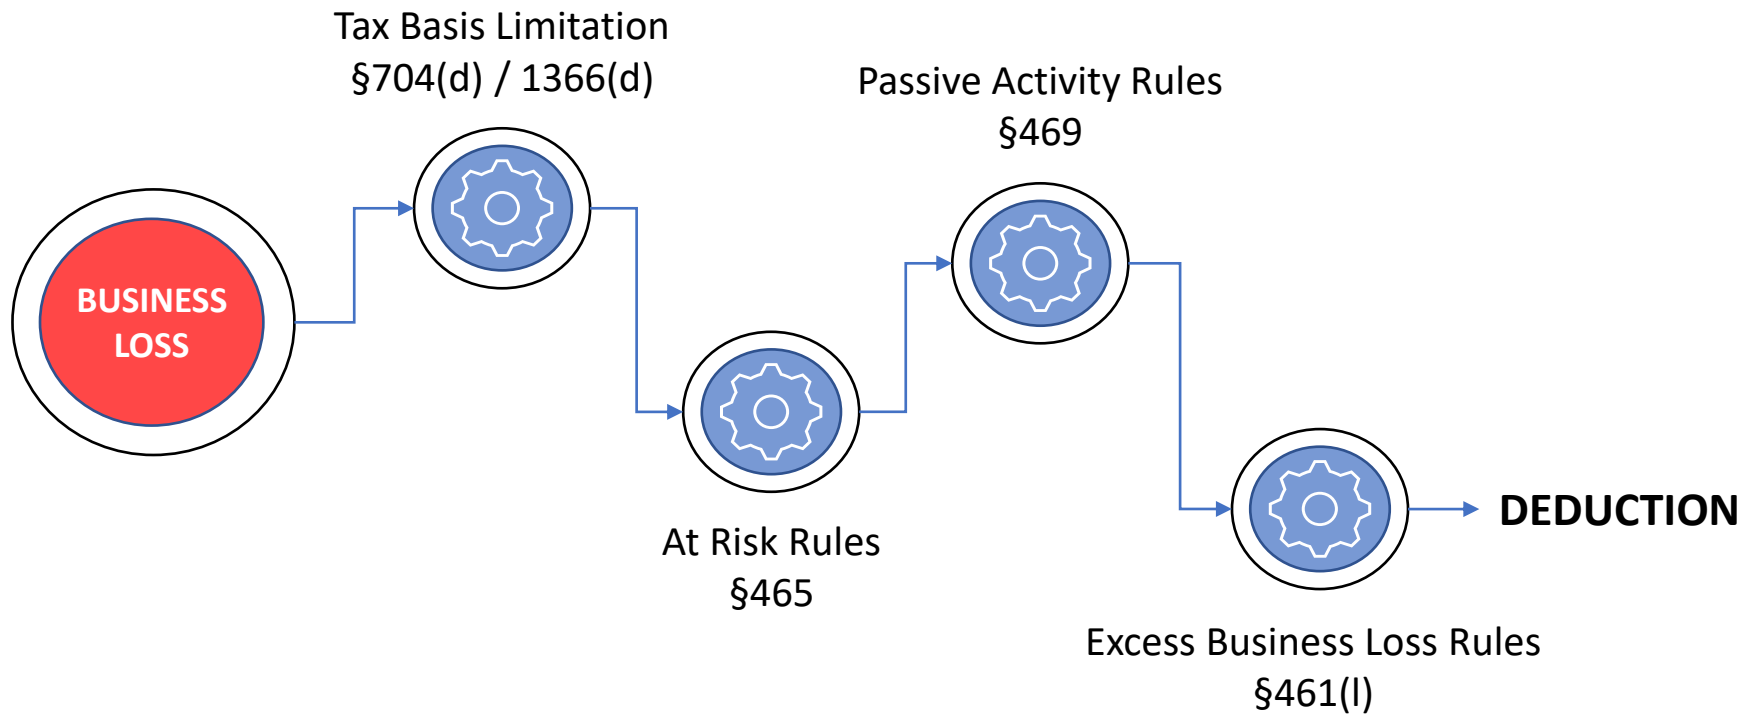 Tax Basis Limitation
§704(d) / 1366(d)
Passive Activity Rules
§469
BUSINESS
LOSS
At Risk Rules
§465
DEDUCTION
Excess Business Loss Rules
§461(l)